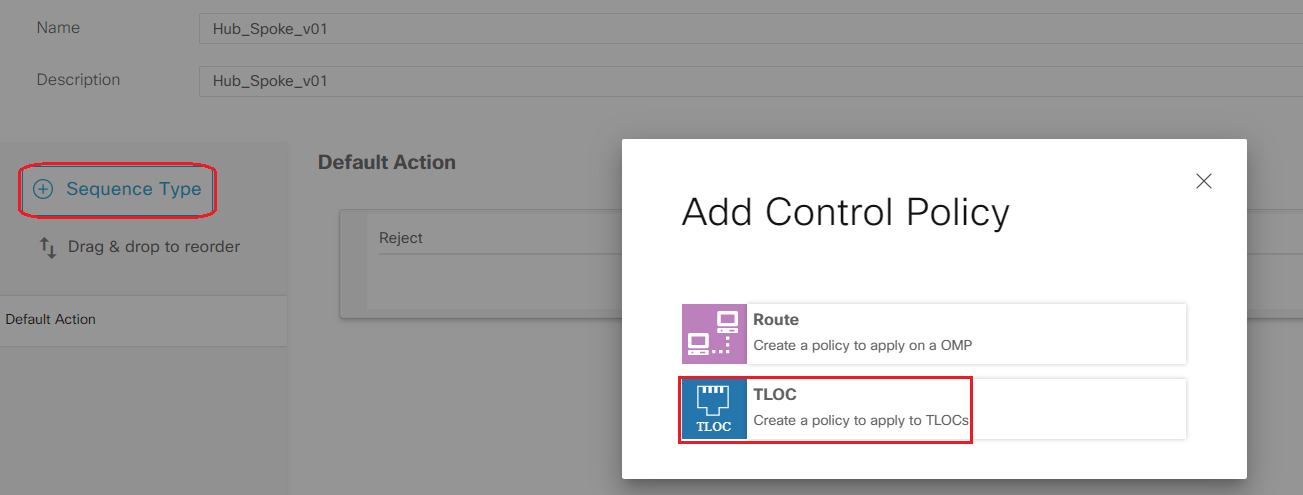 Name
Hub_Spoke_v01
Description
Hub_Spoke_v01
Sequence Type
Drag & drop to reorder
Default Action
Default Action
Reject
Add Control Policy
Route
Create a policy to apply on a OMP
TLOC
TLOC
Create a policy to apply to TLOCs